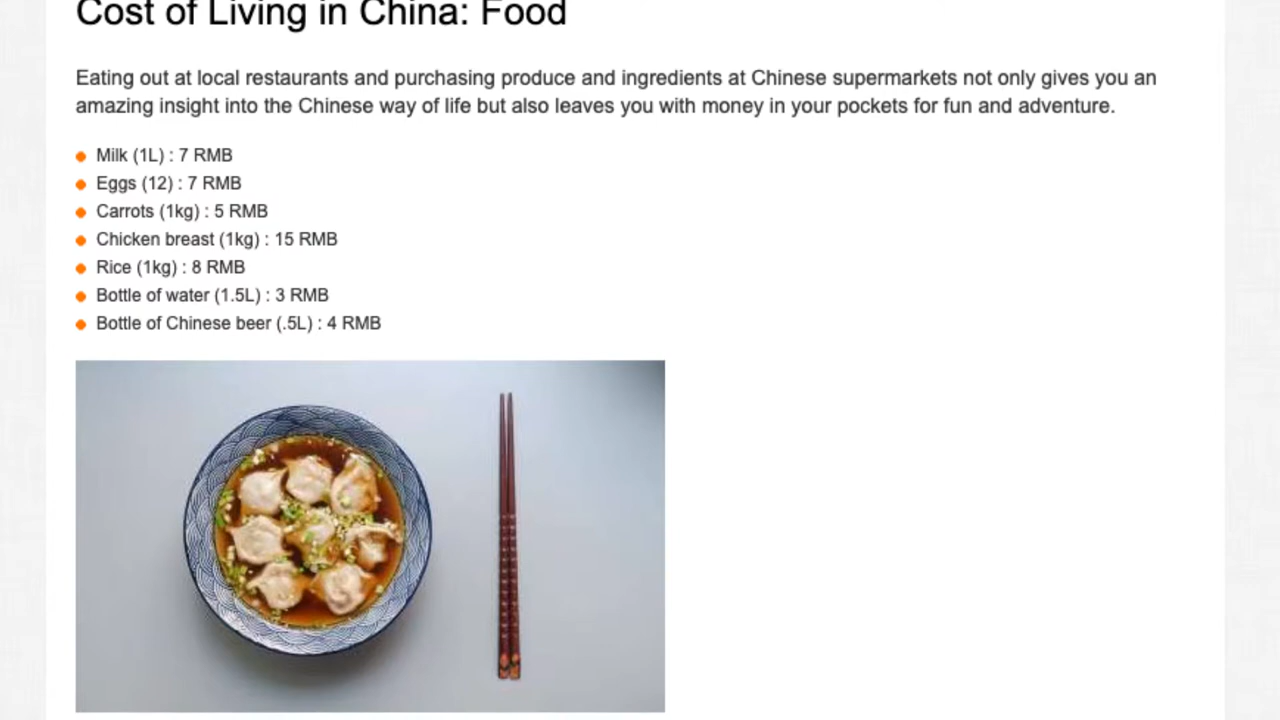 Cost of Living in China: Food
Eating out at local restaurants and purchasing produce and ingredients at Chinese supermarkets not only gives you an
amazing insight into the Chinese way of life but also leaves you with money in your pockets for fun and adventure.
Milk (1L) : 7 RMB
Eggs (12) : 7 RMB
Carrots (1kg) : 5 RMB
Chicken breast (1kg) : 15 RMB
Rice (1kg) : 8 RMB
Bottle of water (1.5L) : 3 RMB
Bottle of Chinese beer (.5L) : 4 RMB